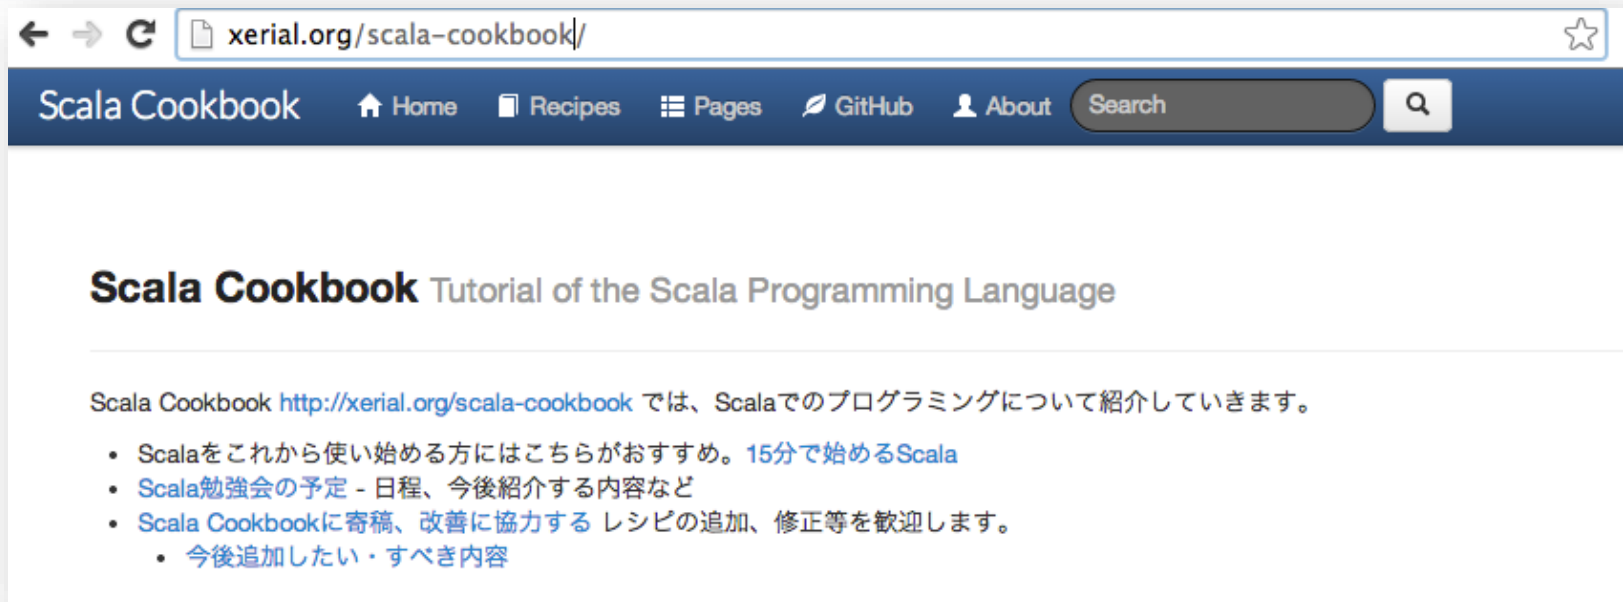 xerial.org/scala-cookbook/
Scala Cookbook Home Recipes Pages GitHub About Search
Scala Cookbook Tutorial of the Scala Programming Language
Scala Cookbook http://xerial.org/scala-cookbook では、Scalaでのプログラミングについて紹介していきます。
• Scalaをこれから使い始める方にはこちらがおすすめ。15分で始めるScala
• Scala勉強会の予定 - 日程、今後紹介する内容など
• Scala Cookbookに寄稿、改善に協力する レシピの追加、修正等を歓迎します。
• 今後追加したい・すべき内容